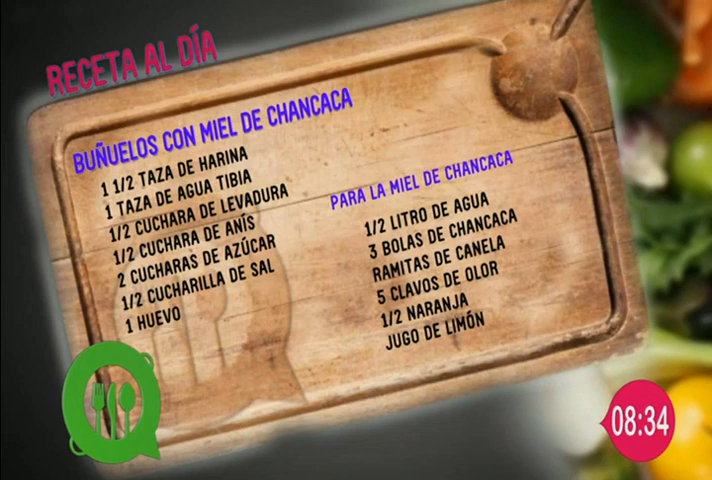 RECETA AL DÍA
BUÑUELOS CON MIEL DE CHANCACA
1 1/2 TAZA DE HARINA
1 TAZA DE AGUA TIBIA
1/2 CUCHARA DE LEVADURA
1/2 CUCHARA DE ANÍS
2 CUCHARAS DE AZÚCAR
1/2 CUCHARILLA DE SAL
1 HUEVO
PARA LA MIEL DE CHANCACA
1/2 LITRO DE AGUA
3 BOLAS DE CHANCACA
RAMITAS DE CANELA
5 CLAVOS DE OLOR
1/2 NARANJA
JUGO DE LIMÓN
08:34